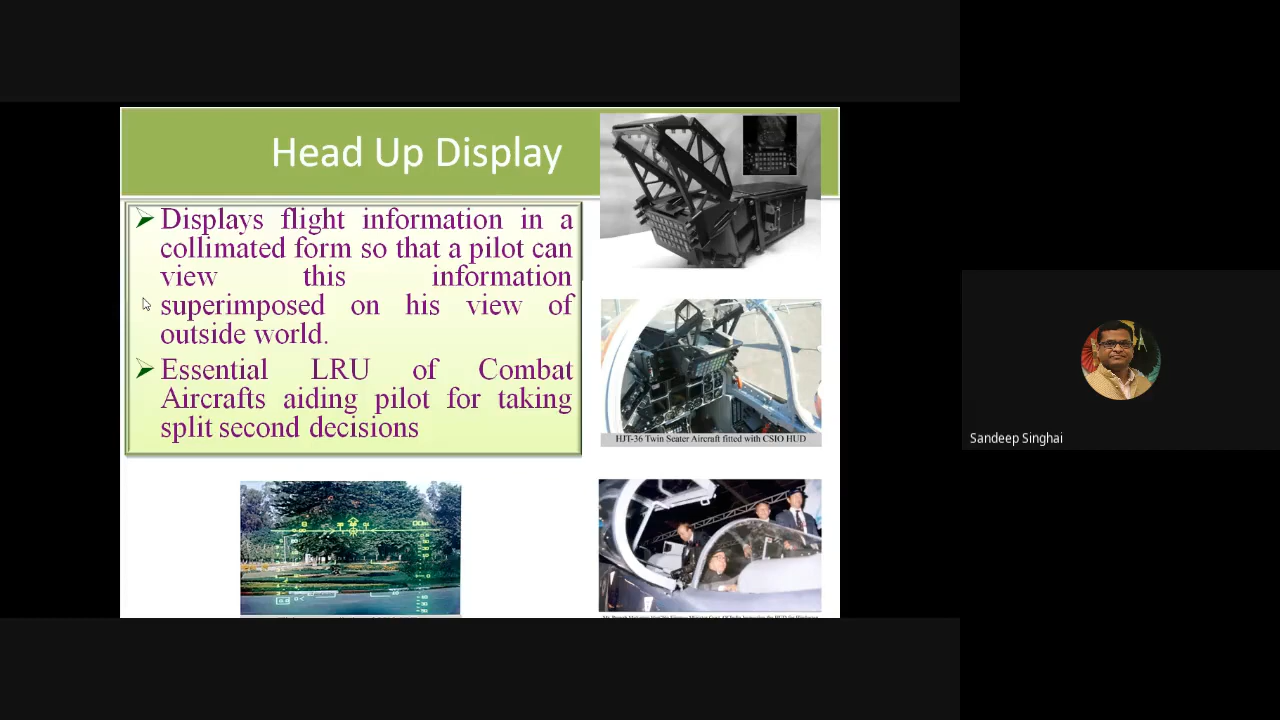 Head Up Display
Displays flight information in a
collimated form so that a pilot can
view this information
superimposed on his view of
outside world.
Essential LRU of Combat
Aircrafts aiding pilot for taking
split second decisions
HJT-36 Twin Seater Aircraft fitted with CSIO HUD
Sandeep Singhai